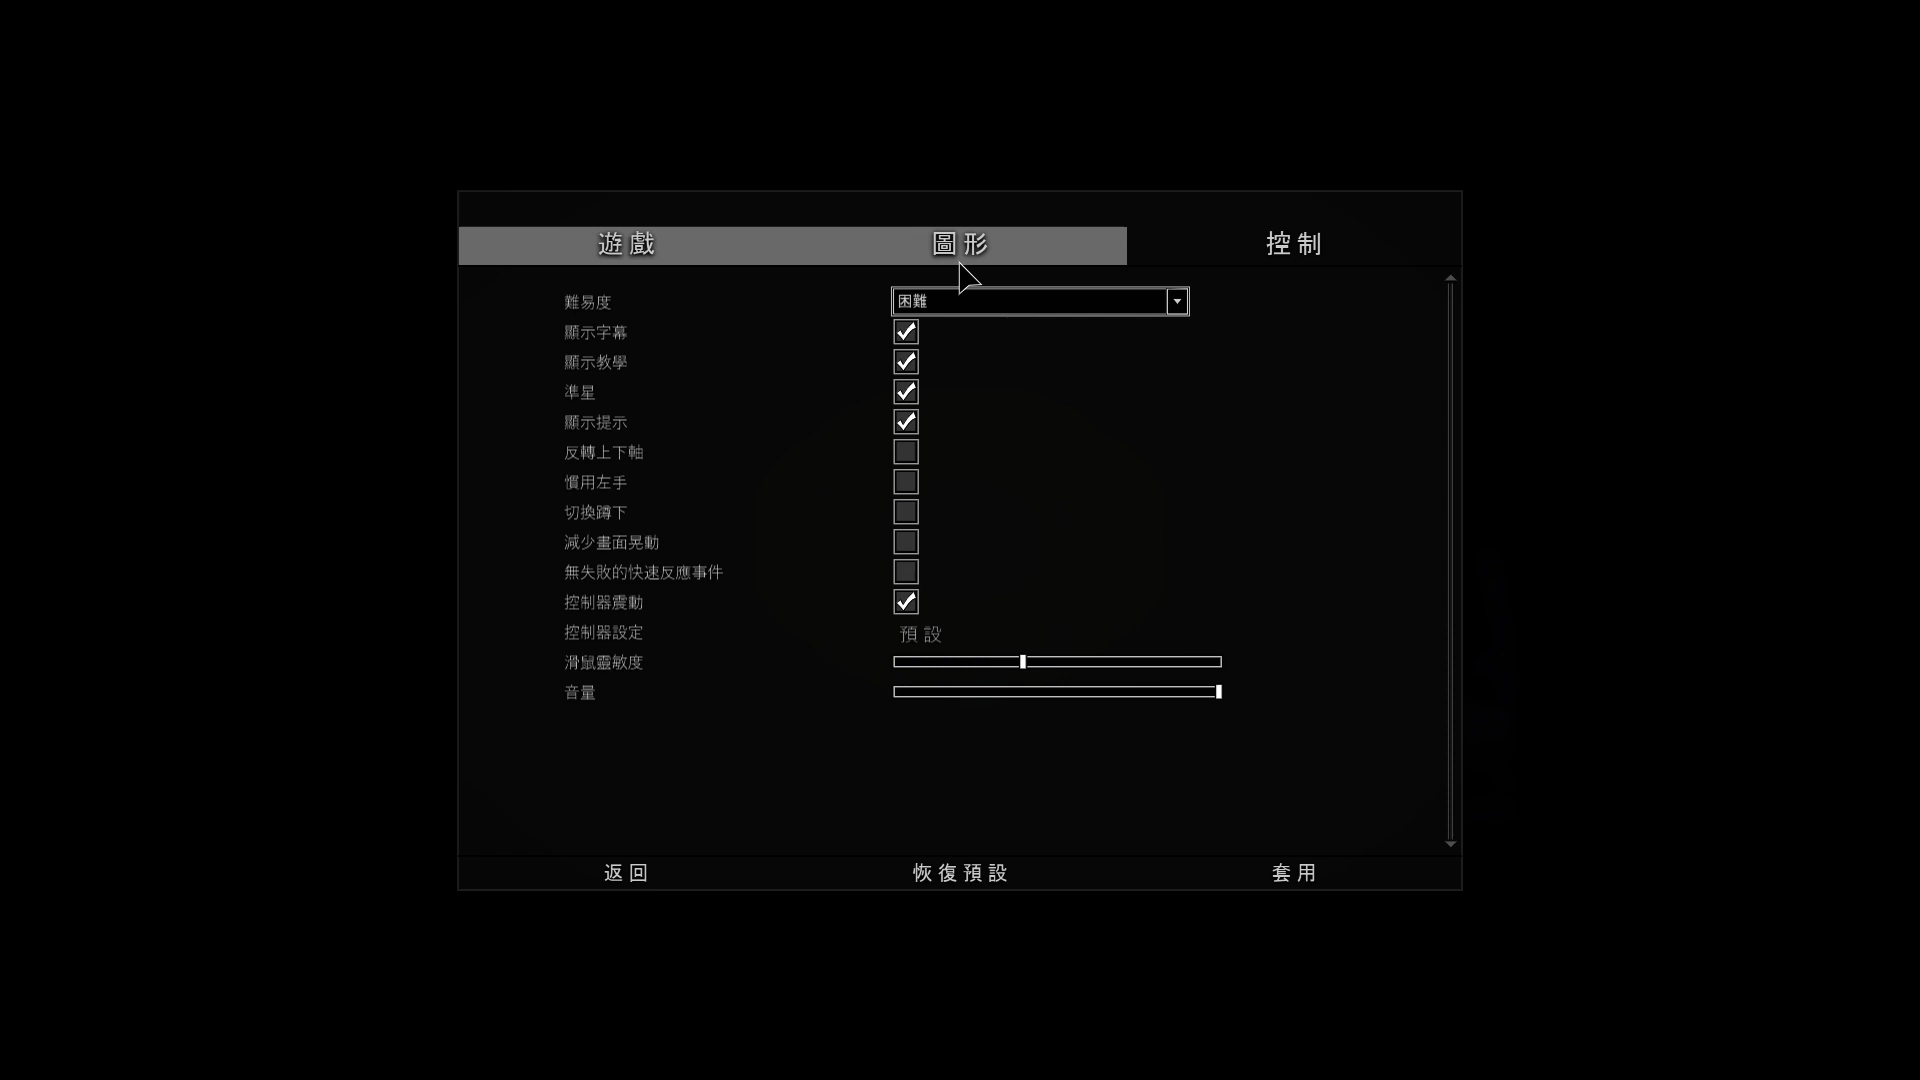 遊戲 圖形 控制
難易度 困難
顯示字幕
顯示教學
準星
顯示提示
反轉上下軸
慣用左手
切換蹲下
減少畫面晃動
無失敗的快速反應事件
控制器震動
控制器設定 預設
滑鼠靈敏度
音量
返回 恢復預設 套用